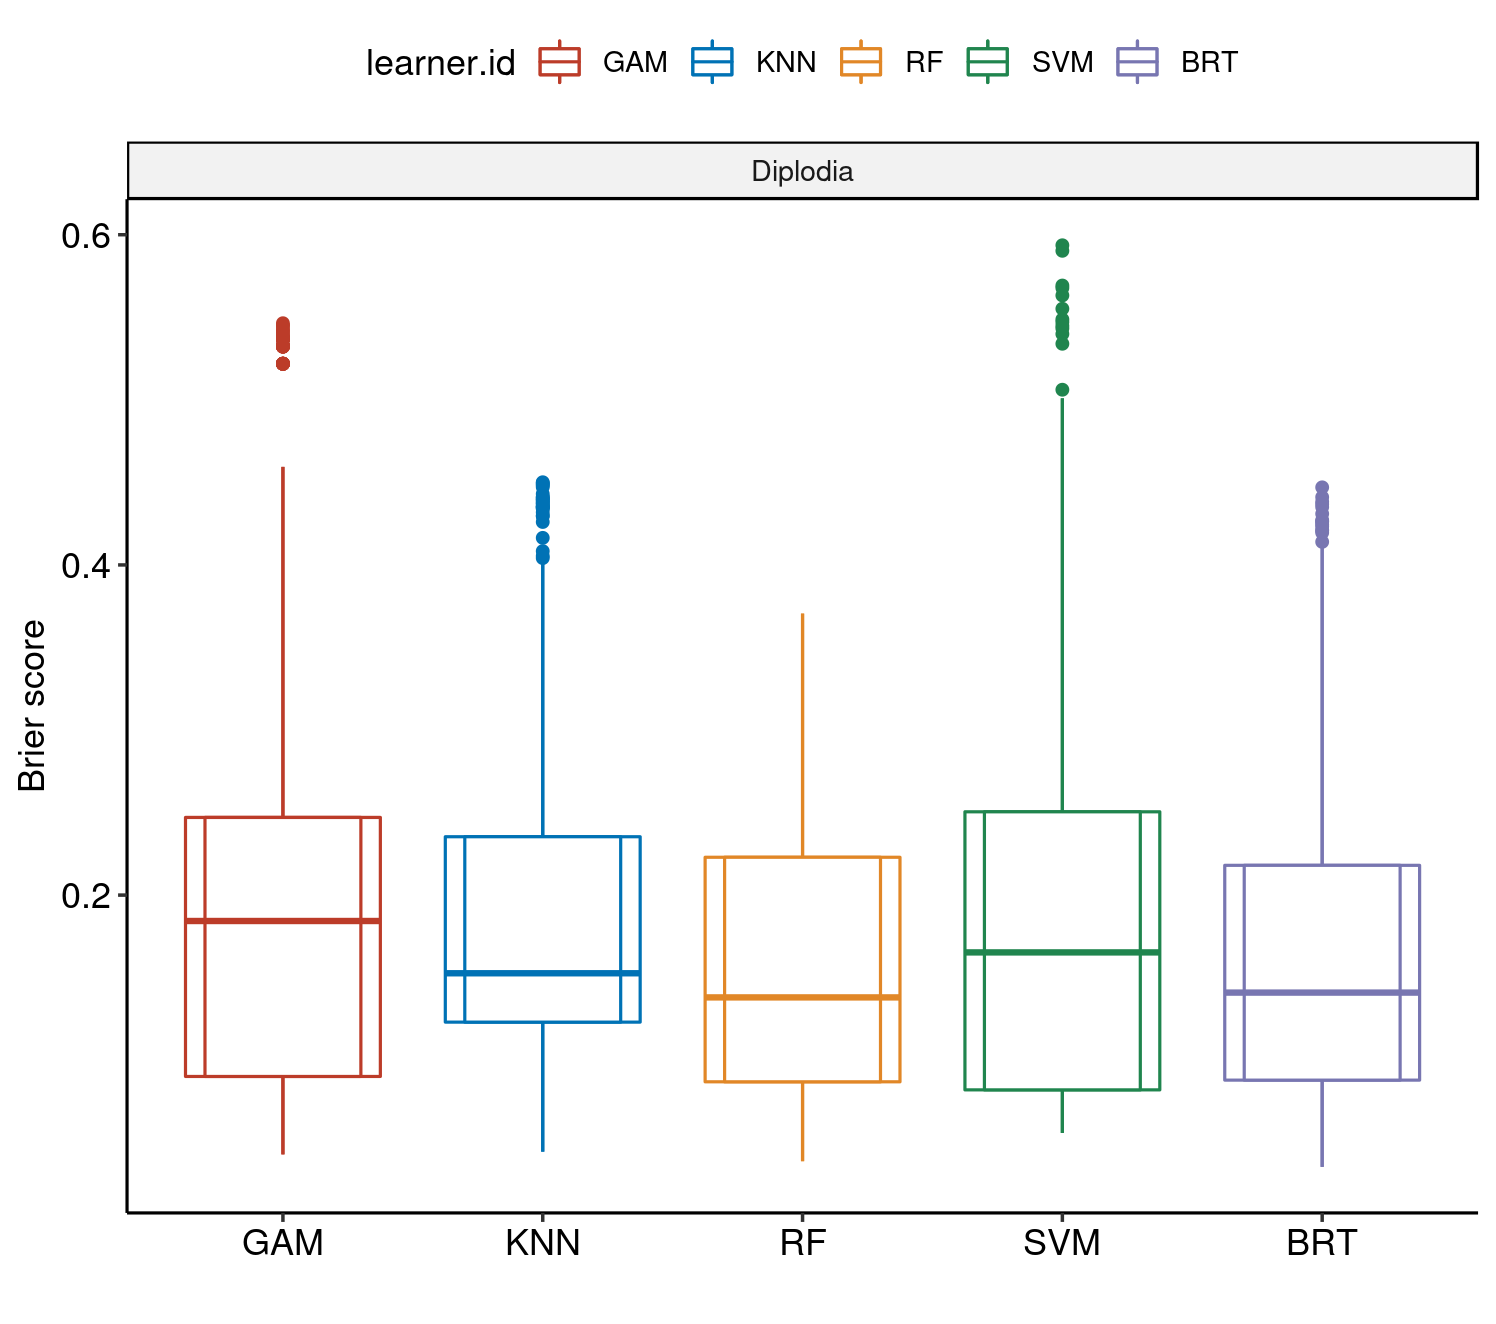 learner.id GAM KNN RF SVM BRT
Diplodia
0.6
0.4
0.2
Brier score
GAM KNN RF SVM BRT